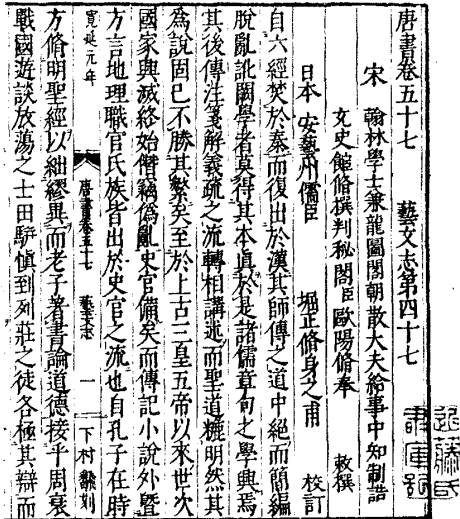 唐書卷五十七 藝文志第四十七
宋 翰林學士兼龍圖閣朝散大夫給事中知制誥
文史館脩撰判秘閣臣歐陽脩奉 敕撰
日本 安藝州儒臣 堀正脩身之甫 校訂
自六經焚於秦而復出於漢其師傳之道中絕而簡編
脫亂訛闕學者莫得其本真於是諸儒章句之學興焉
其後傳注箋解義疏之流轉相講述而聖道粗明然其
為說固已不勝其繁矣至於上古三皇五帝以來世次
國家興滅終始僭竊偽亂史官備矣而傳記小說外暨
方言地理職官氏族皆出於史官之流也自孔子在時
寛延元年 唐書卷五十七 藝文志 一 下村 刻
方脩明聖經以絀繆異而老子著書論道德接乎周衰
戰國遊談放蕩之士田駢慎到列莊之徒各極其辯而